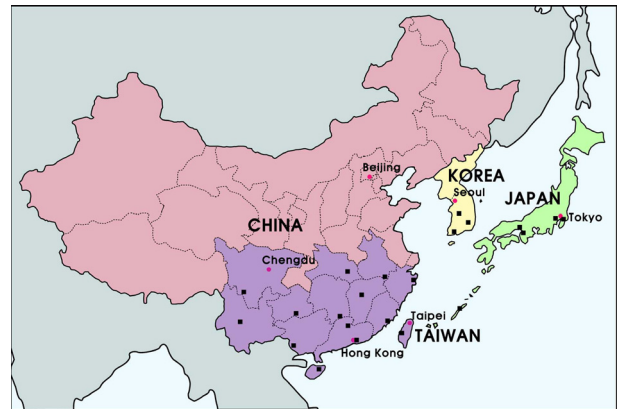 Beijing
KOREA
Seoul
JAPAN
Tokyo
CHINA
Chengdu
Taipei
TAIWAN
Hong Kong